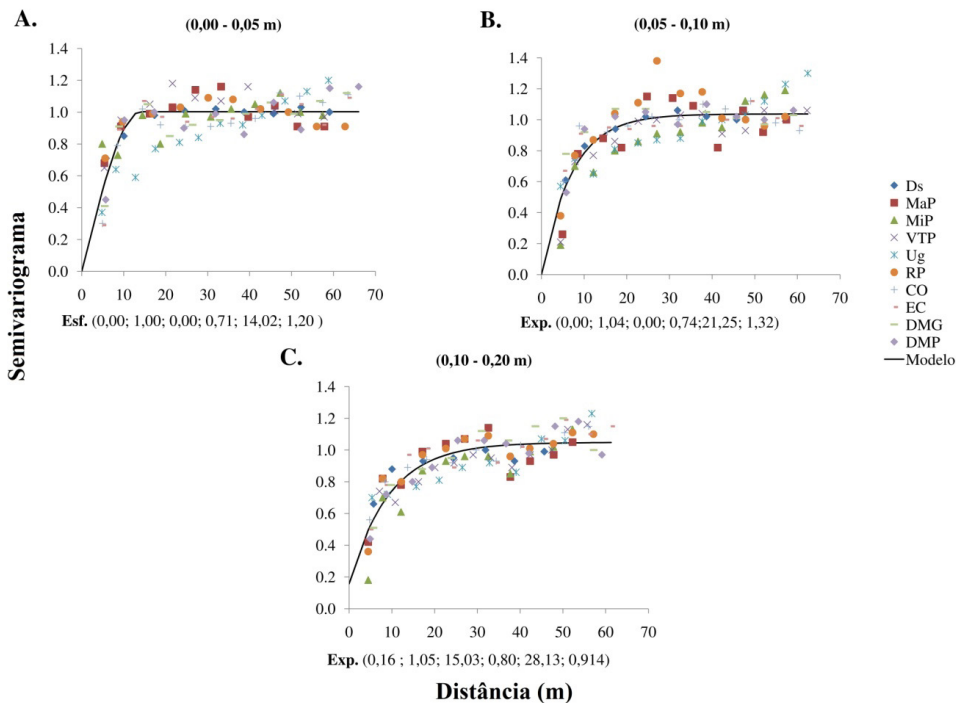 A.
(0,00 - 0,05 m)
1.4
1.2
1.0
0.8
0.6
0.4
0.2
0.0
0 10 20 30 40 50 60 70
Esf. (0,00; 1,00; 0,00; 0,71; 14,02; 1,20 )
B.
(0,05 - 0,10 m)
1.4
1.2
1.0
0.8
0.6
0.4
0.2
0.0
0 10 20 30 40 50 60 70
Exp. (0,00; 1,04; 0,00; 0,74;21,25; 1,32)
Semivariograma
Ds
MaP
MiP
VTP
Ug
RP
CO
EC
DMG
DMP
Modelo
C.
(0,10 - 0,20 m)
1.4
1.2
1.0
0.8
0.6
0.4
0.2
0.0
0 10 20 30 40 50 60 70
Exp. (0,16 ; 1,05; 15,03; 0,80; 28,13; 0,914)
Distância (m)